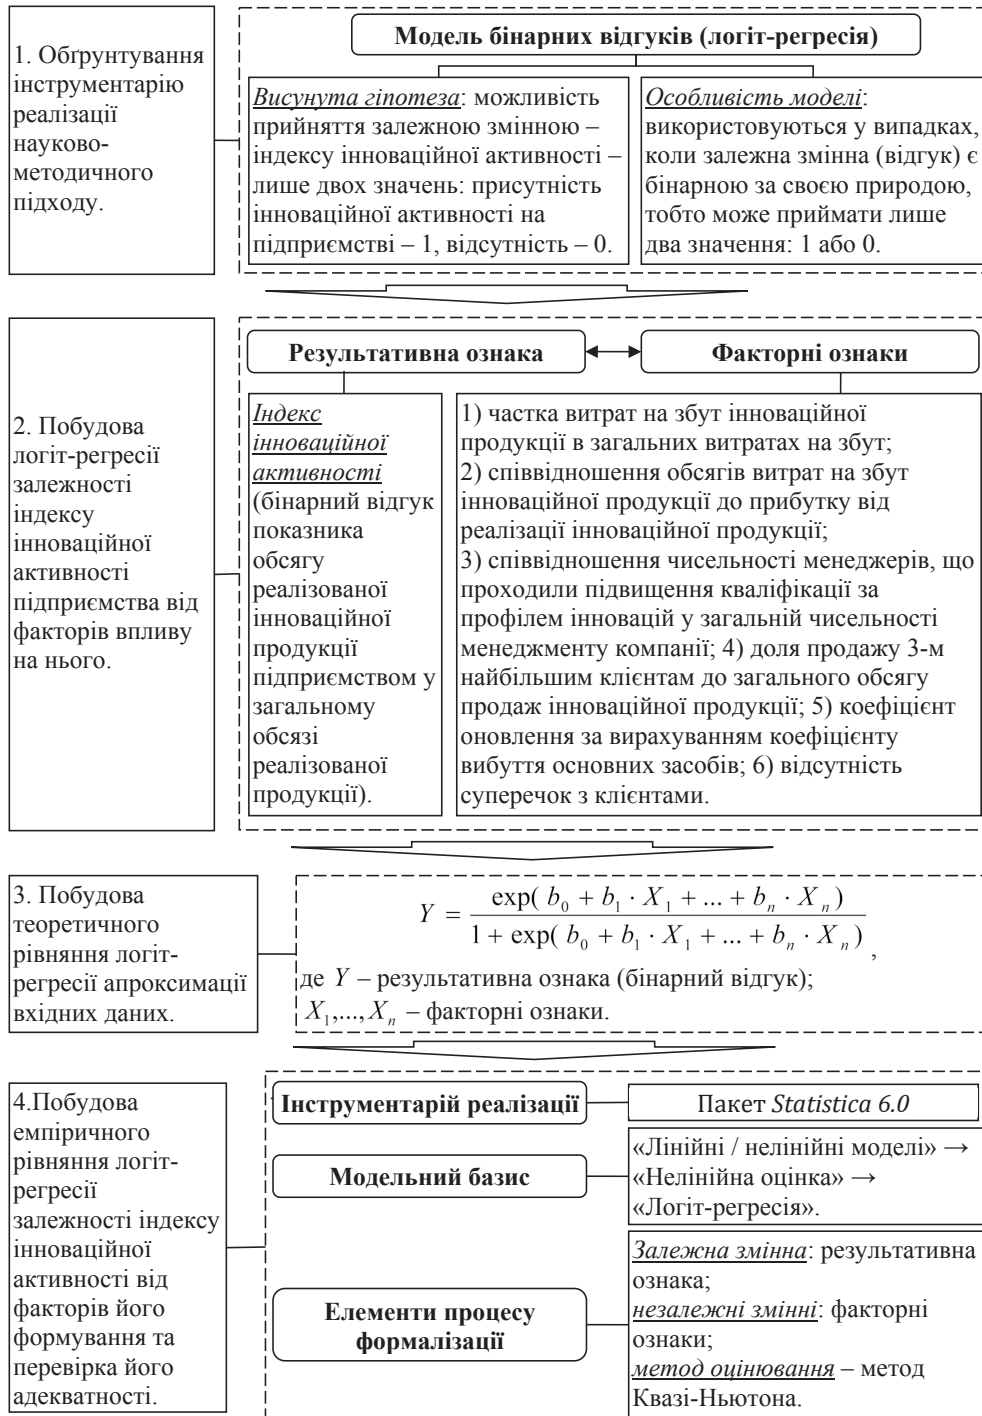 1. Обґрунтування
інструментарію
реалізації
науково-
методичного
підходу.
Модель бінарних відгуків (логіт-регресія)
Висунута гіпотеза: можливість
прийняття залежною змінною –
індексу інноваційної активності –
лише двох значень: присутність
інноваційної активності на
підприємстві – 1, відсутність – 0.
Особливість моделі:
використовуються у випадках,
коли залежна змінна (відгук) є
бінарною за своєю природою,
тобто може приймати лише
два значення: 1 або 0.
2. Побудова
логіт-регресії
залежності
індексу
інноваційної
активності
підприємства від
факторів впливу
на нього.
Результативна ознака
Факторні ознаки
Індекс
інноваційної
активності
(бінарний відгук
показника
обсягу
реалізованої
інноваційної
продукції
підприємством у
загальному
обсязі
реалізованої
продукції).
1) частка витрат на збут інноваційної
продукції в загальних витратах на збут;
2) співвідношення обсягів витрат на збут
інноваційної продукції до прибутку від
реалізації інноваційної продукції;
3) співвідношення чисельності менеджерів, що
проходили підвищення кваліфікації за
профілем інновацій у загальній чисельності
менеджменту компанії; 4) доля продажу 3-м
найбільшим клієнтам до загального обсягу
продаж інноваційної продукції; 5) коефіцієнт
оновлення за вирахуванням коефіцієнту
вибуття основних засобів; 6) відсутність
суперечок з клієнтами.
3. Побудова
теоретичного
рівняння логіт-
регресії апроксимації
вхідних даних.
Y = exp( b₀ + b₁ · X₁ + ... + bₙ · Xₙ) / 1 + exp( b₀ + b₁ · X₁ + ... + bₙ · Xₙ) ,
де Y – результативна ознака (бінарний відгук);
X₁,..., Xₙ – факторні ознаки.
4.Побудова
емпіричного
рівняння логіт-
регресії
залежності індексу
інноваційної
активності від
факторів його
формування та
перевірка його
адекватності.
Інструментарій реалізації
Пакет Statistica 6.0
Модельний базис
«Лінійні / нелінійні моделі» →
«Нелінійна оцінка» →
«Логіт-регресія».
Елементи процесу
формалізації
Залежна змінна: результативна
ознака;
незалежні змінні: факторні
ознаки;
метод оцінювання – метод
Квазі-Ньютона.